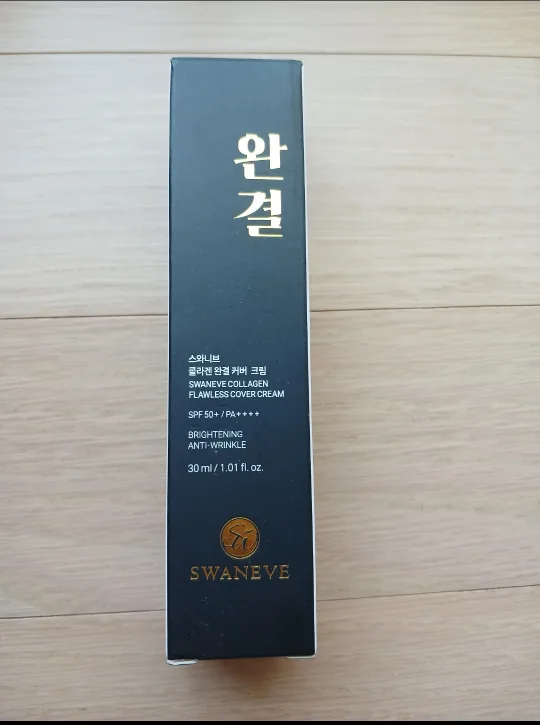 완
결
스와니브
콜라겐 완결 커버 크림
SWANEVE COLLAGEN
FLAWLESS COVER CREAM
SPF 50+ / PA++++
BRIGHTENING
ANTI-WRINKLE
30 ml / 1.01 fl. oz.
SWANEVE